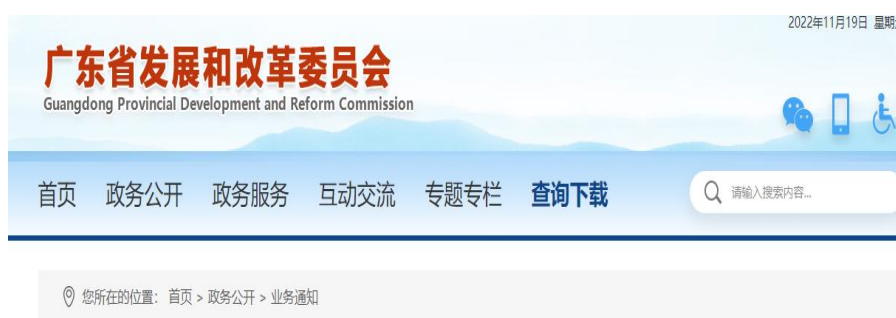 2022年11月19日 星期
广东省发展和改革委员会
Guangdong Provincial Development and Reform Commission
首页 政务公开 政务服务 互动交流 专题专栏 查询下载
请输入搜索内容...
您所在的位置： 首页 > 政务公开 > 业务通知